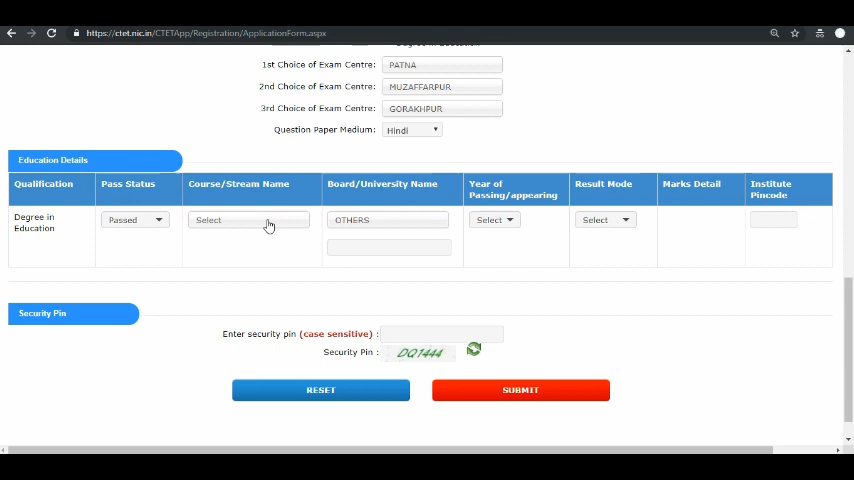 https://ctet.nic.in/CTETApp/Registration/ApplicationForm.aspx
Degree in Education
1st Choice of Exam Centre: PATNA
2nd Choice of Exam Centre: MUZAFFARPUR
3rd Choice of Exam Centre: GORAKHPUR
Question Paper Medium: Hindi
Education Details
Qualification Pass Status Course/Stream Name Board/University Name Year of Passing/appearing Result Mode Marks Detail Institute Pincode
Degree in Education Passed Select OTHERS Select Select
Security Pin
Enter security pin (case sensitive) :
Security Pin : DQ1444
RESET SUBMIT